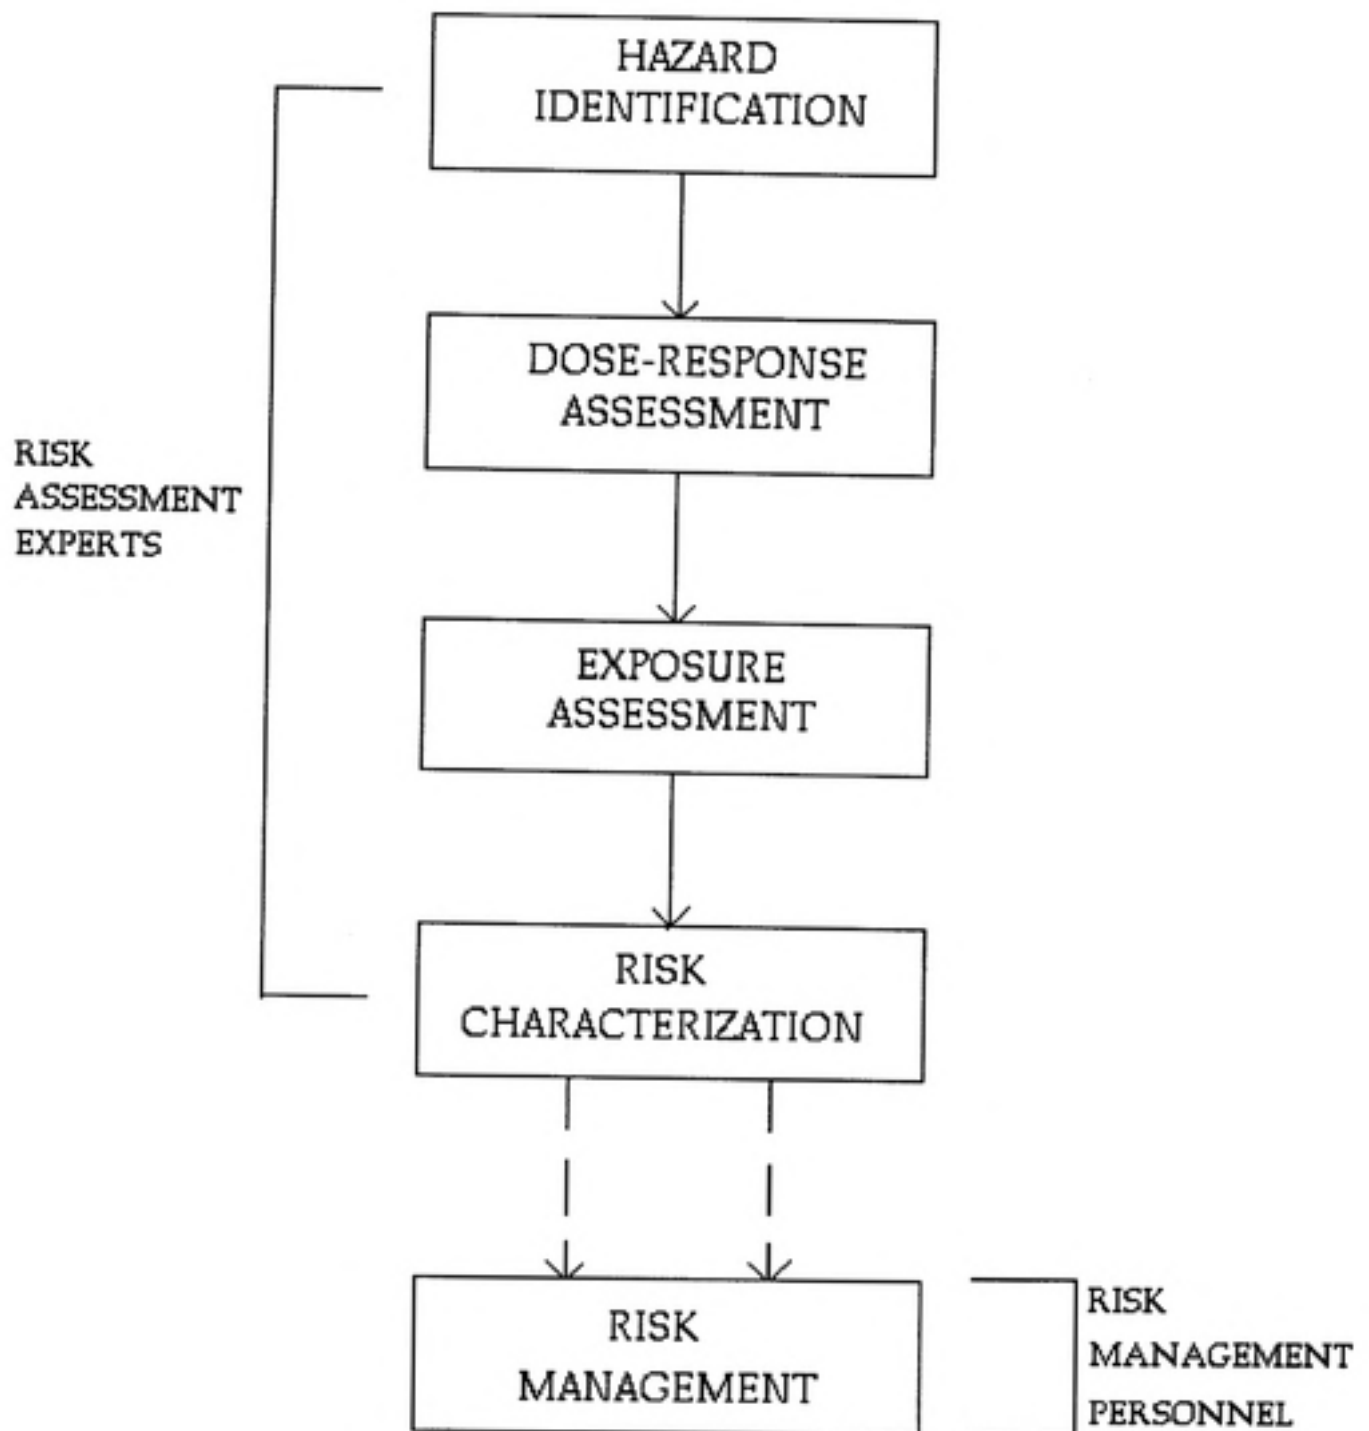 HAZARD
IDENTIFICATION
DOSE-RESPONSE
ASSESSMENT
RISK
ASSESSMENT
EXPERTS
EXPOSURE
ASSESSMENT
RISK
CHARACTERIZATION
RISK
MANAGEMENT
RISK
MANAGEMENT
PERSONNEL